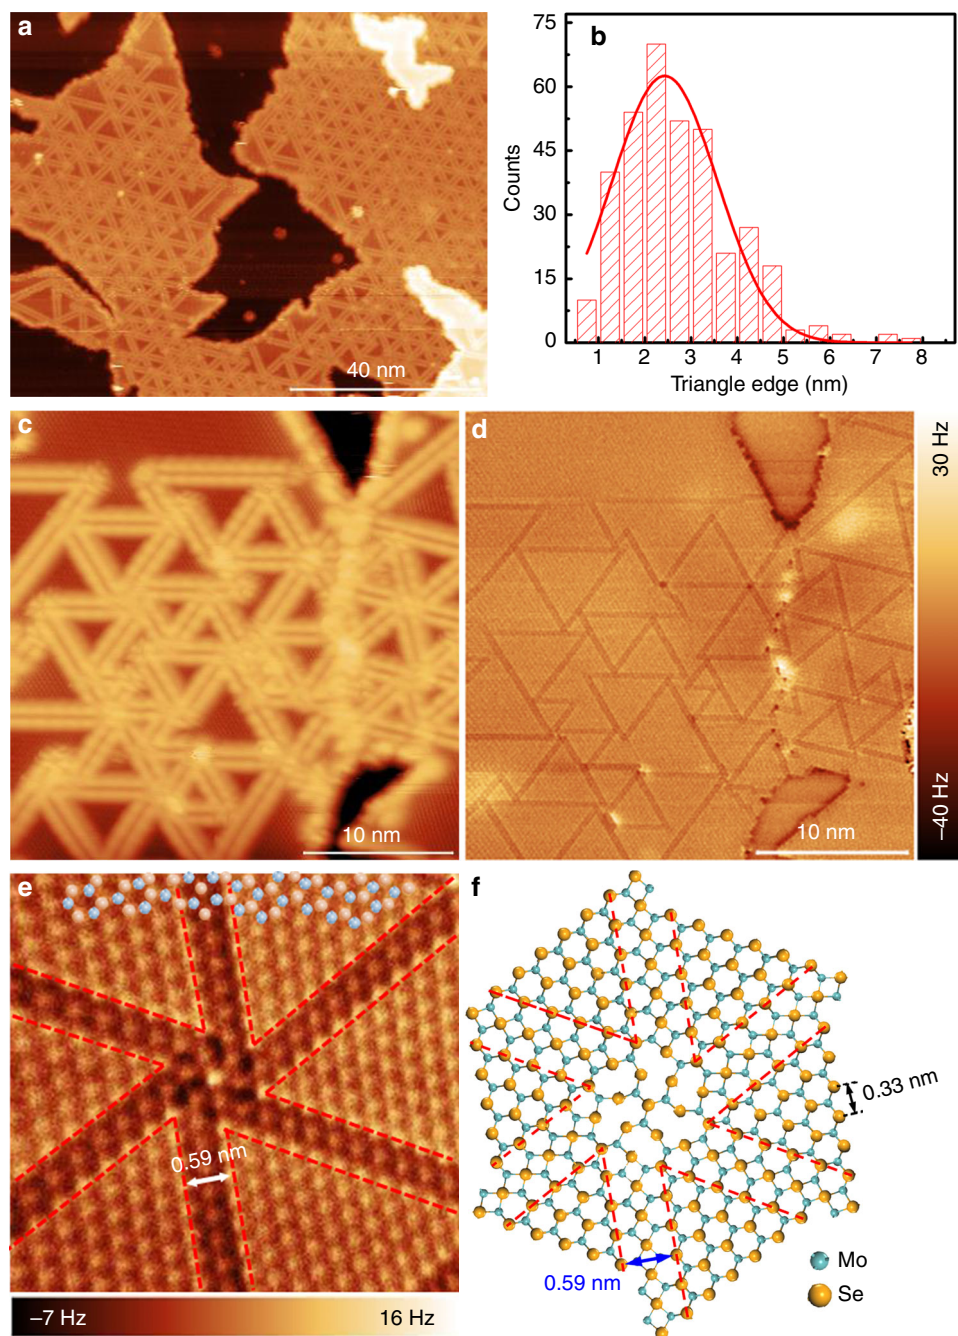 a
40 nm
b
75
60
45
30
15
0
Counts
1 2 3 4 5 6 7 8
Triangle edge (nm)
c
10 nm
d
10 nm
30 Hz
–40 Hz
e
0.59 nm
–7 Hz
16 Hz
f
0.33 nm
0.59 nm
Mo
Se